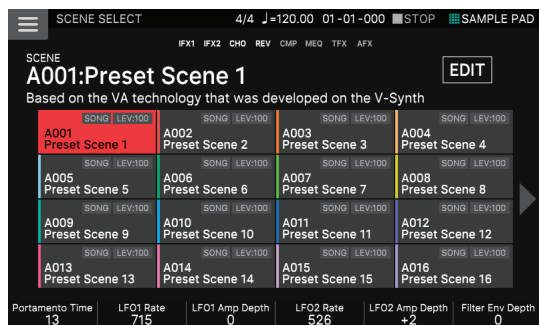 SCENE SELECT 4/4 ♩=120.00 01-01-000 STOP SAMPLE PAD
IFX1 IFX2 CHO REV CMP MEQ TFX AFX
SCENE
A001:Preset Scene 1 EDIT
Based on the VA technology that was developed on the V-Synth
SONG LEV:100 SONG LEV:100 SONG LEV:100 SONG LEV:100
A001 A002 A003 A004
Preset Scene 1 Preset Scene 2 Preset Scene 3 Preset Scene 4
SONG LEV:100 SONG LEV:100 SONG LEV:100 SONG LEV:100
A005 A006 A007 A008
Preset Scene 5 Preset Scene 6 Preset Scene 7 Preset Scene 8
SONG LEV:100 SONG LEV:100 SONG LEV:100 SONG LEV:100
A009 A010 A011 A012
Preset Scene 9 Preset Scene 10 Preset Scene 11 Preset Scene 12
SONG LEV:100 SONG LEV:100 SONG LEV:100 SONG LEV:100
A013 A014 A015 A016
Preset Scene 13 Preset Scene 14 Preset Scene 15 Preset Scene 16
Portamento Time LFO1 Rate LFO1 Amp Depth LFO2 Rate LFO2 Amp Depth Filter Env Depth
13 715 0 526 +2 0